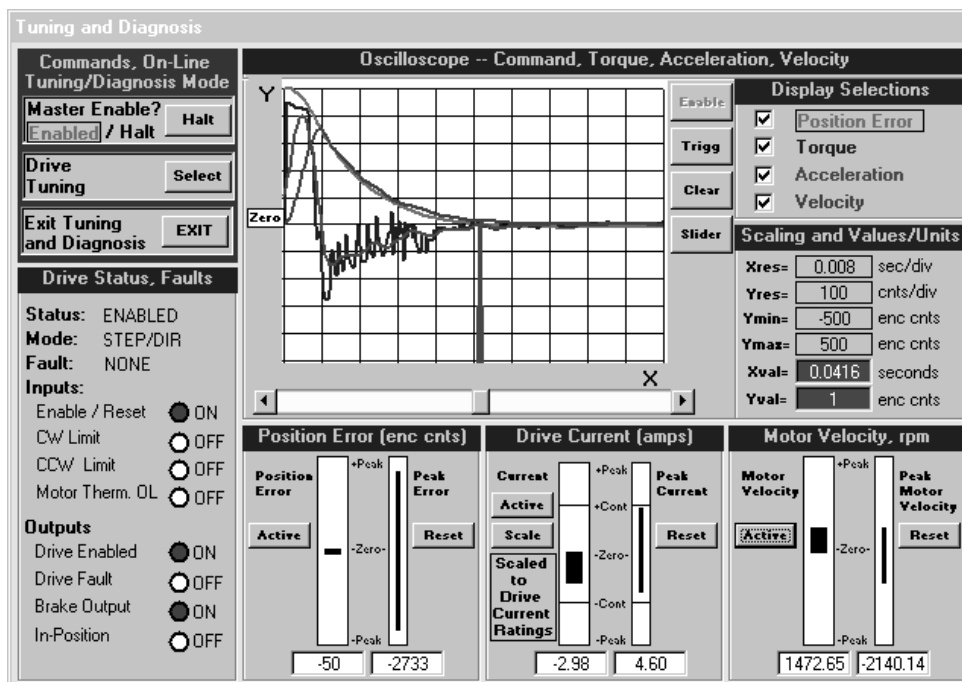 Tuning and Diagnosis
Commands, On-Line
Tuning/Diagnosis Mode
Master Enable?
Enabled / Halt
Halt
Drive
Tuning
Select
Exit Tuning
and Diagnosis
EXIT
Drive Status, Faults
Status: ENABLED
Mode: STEP/DIR
Fault: NONE
Inputs:
Enable / Reset ON
CW Limit OFF
CCW Limit OFF
Motor Therm. OL OFF
Outputs
Drive Enabled ON
Drive Fault OFF
Brake Output ON
In-Position OFF
Oscilloscope -- Command, Torque, Acceleration, Velocity
Y
Zero
X
Enable
Trigg
Clear
Slider
Display Selections
Position Error
Torque
Acceleration
Velocity
Scaling and Values/Units
Xres= 0.008 sec/div
Yres= 100 cnts/div
Ymin= -500 enc cnts
Ymax= 500 enc cnts
Xval= 0.0416 seconds
Yval= 1 enc cnts
Position Error (enc cnts)
Position
Error
Active
+Peak
-Zero-
-Peak
Peak
Error
Reset
-50 -2733
Drive Current (amps)
Current
Active
Scale
Scaled
to
Drive
Current
Ratings
+Peak
+Cont
-Zero-
-Cont
-Peak
Peak
Current
Reset
-2.98 4.60
Motor Velocity, rpm
Motor
Velocity
Active
+Peak
-Zero-
-Peak
Peak
Motor
Velocity
Reset
1472.65 -2140.14